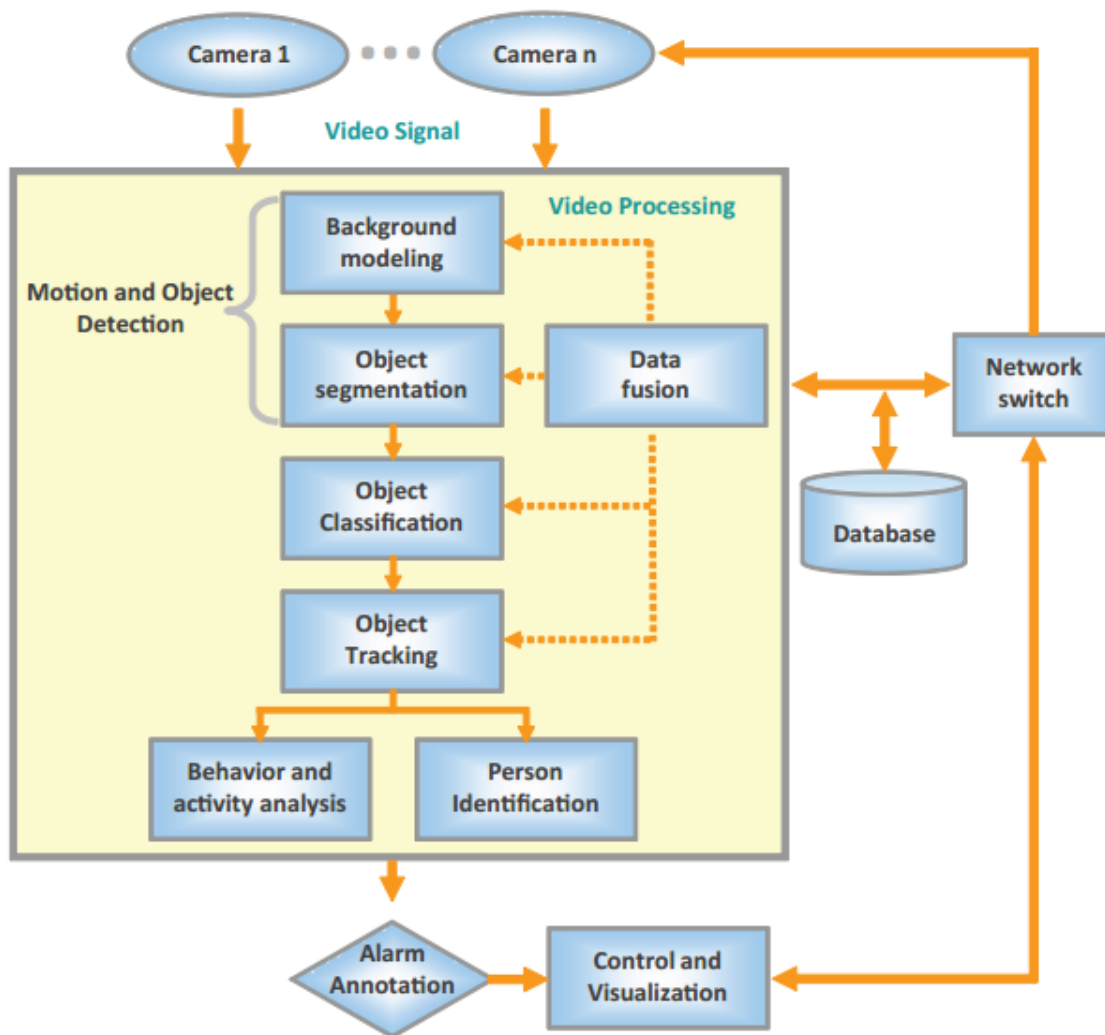 Camera 1
Camera n
Video Signal
Video Processing
Background
modeling
Motion and Object
Detection
Object
segmentation
Data
fusion
Network
switch
Object
Classification
Database
Object
Tracking
Behavior and
activity analysis
Person
Identification
Alarm
Annotation
Control and
Visualization